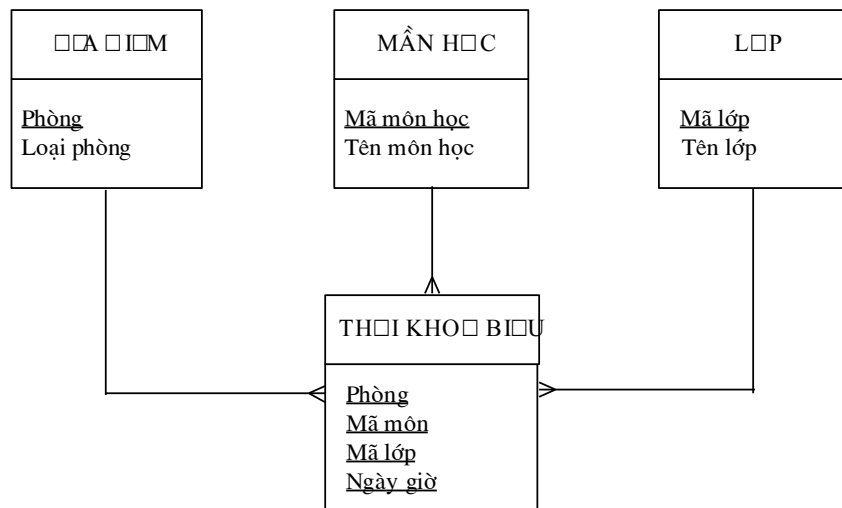 MẦN
Phòng
Loại phòng
Mã môn học
Tên môn học
Mã lớp
Tên lớp
Phòng
Mã môn
Mã lớp
Ngày giờ